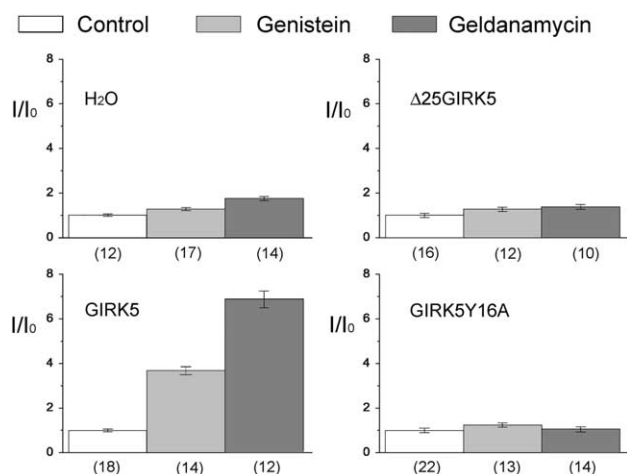 Control Genistein Geldanamycin
8
6
4
2
0
I/I₀
H₂O
(12) (17) (14)
8
6
4
2
0
I/I₀
Δ25GIRK5
(16) (12) (10)
8
6
4
2
0
I/I₀
GIRK5
(18) (14) (12)
8
6
4
2
0
I/I₀
GIRK5Y16A
(22) (13) (14)